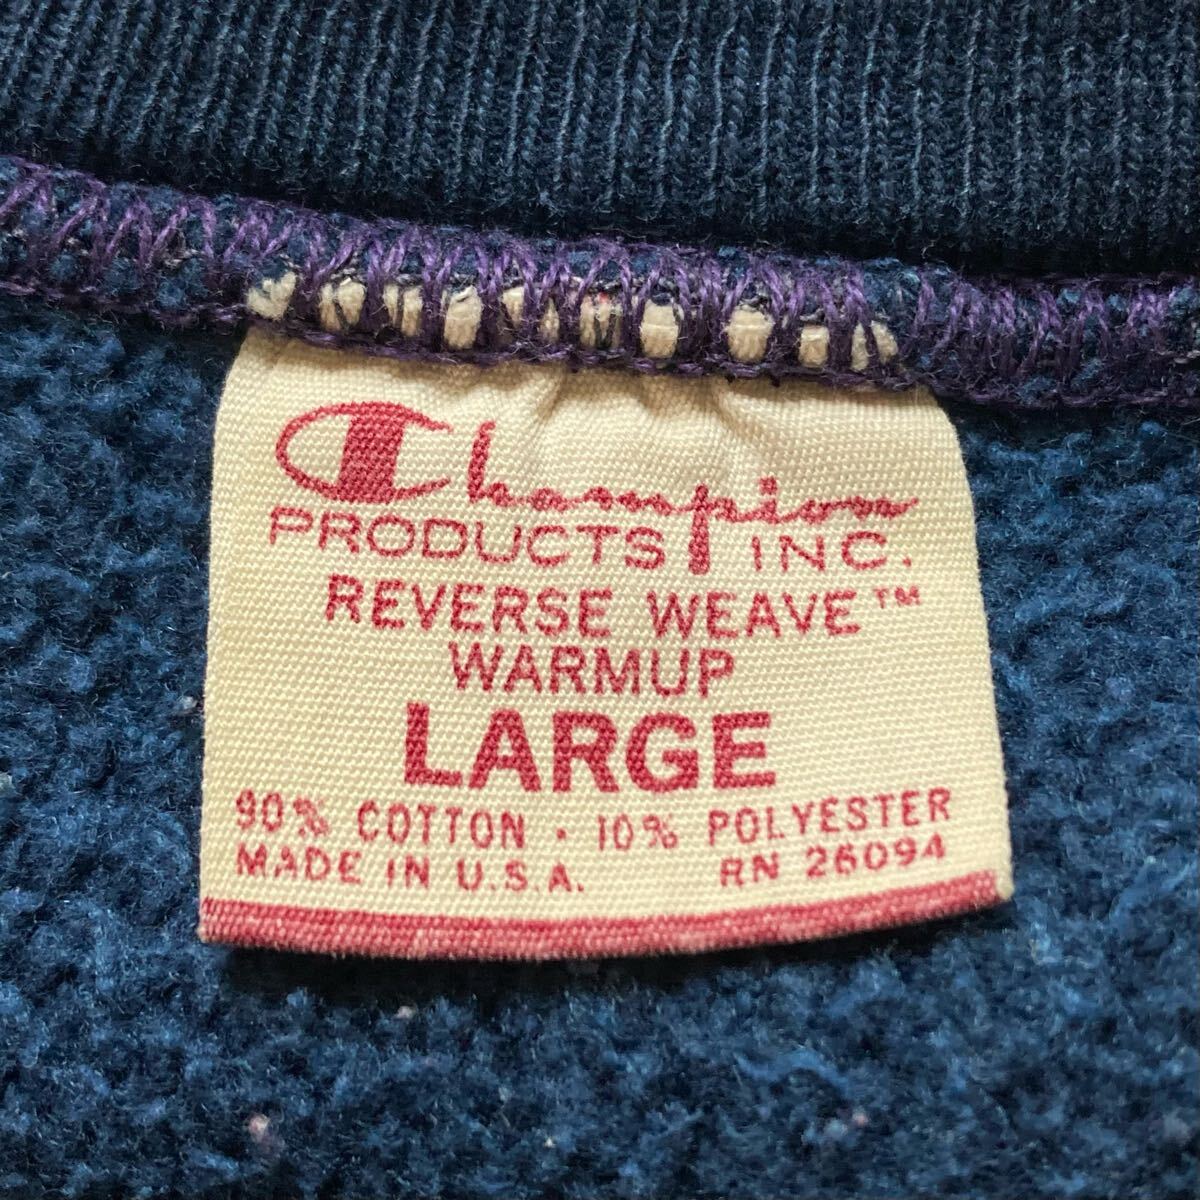 Champion
PRODUCTS INC.
REVERSE WEAVE™
WARMUP
LARGE
90% COTTON · 10% POLYESTER
MADE IN U.S.A. RN 26094